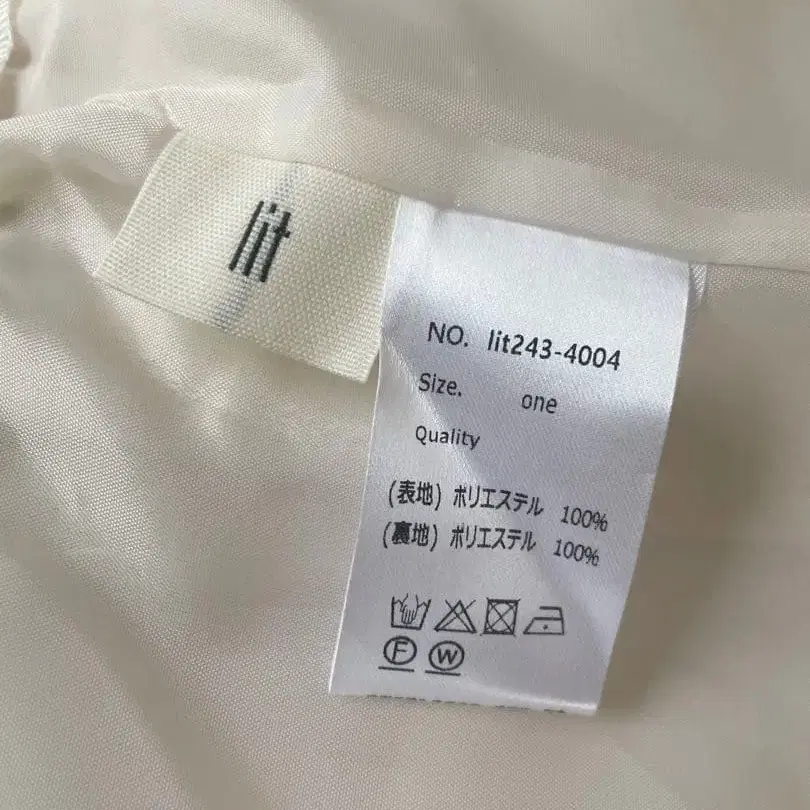 lit
NO. lit243-4004
Size. one
Quality
(表地) ポリエステル 100%
(裏地) ポリエステル 100%
F W